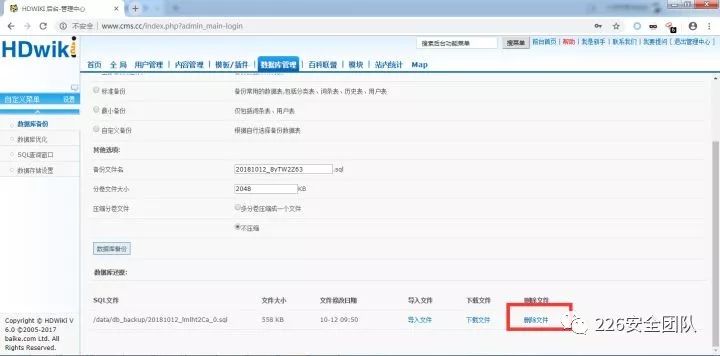 HDWIKI 后台-管理中心
不安全 | www.cms.cc/index.php?admin_main-login
HDwiki
搜索后台功能菜单 搜菜单 前台首页 | 帮助 | 我是新手 | 联系我们 | 我要提问 | [退出管理中心]
首页 | 全局 | 用户管理 | 内容管理 | 模板/插件 | 数据库管理 | 百科联盟 | 模块 | 站内统计 | Map
自定义菜单 设置
数据库备份
数据库优化
SQL查询窗口
数据存储设置
标准备份 备份常用的数据表,包括分类表、词条表、历史表、用户表
最小备份 仅包括词条表、用户表
自定义备份 根据自行选择备份数据表
其他选项:
备份文件名 20181012_8vTW2Z63 .sql
分卷文件大小 2048 KB
压缩分卷文件 多分卷压缩成一个文件
不压缩
数据库备份
数据库还原:
SQL文件 文件大小 文件修改日期 导入文件 下载文件 删除文件
/data/db_backup/20181012_lmlht2Ca_0.sql 558 KB 10-12 09:50 导入文件 下载文件 删除文件
Copyright © HDWiKi V
6.0 ©2005-2017
baike.com Ltd. All
Rights Reserved.
226安全团队